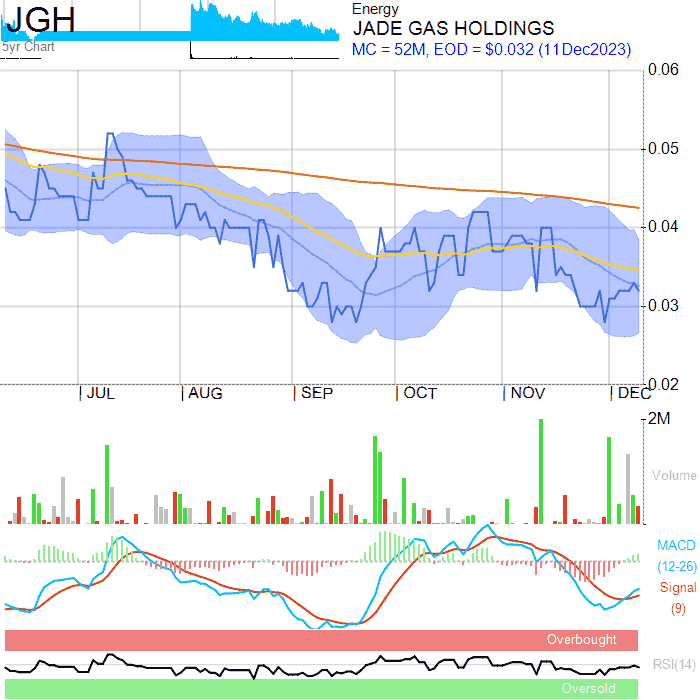 JGH
5yr Chart
Energy
JADE GAS HOLDINGS
MC = 52M, EOD = $0.032 (11Dec2023)
0.06
0.05
0.04
0.03
0.02
JUL AUG SEP OCT NOV DEC
2M
Volume
MACD
(12-26)
Signal
(9)
Overbought
RSI(14)
Oversold